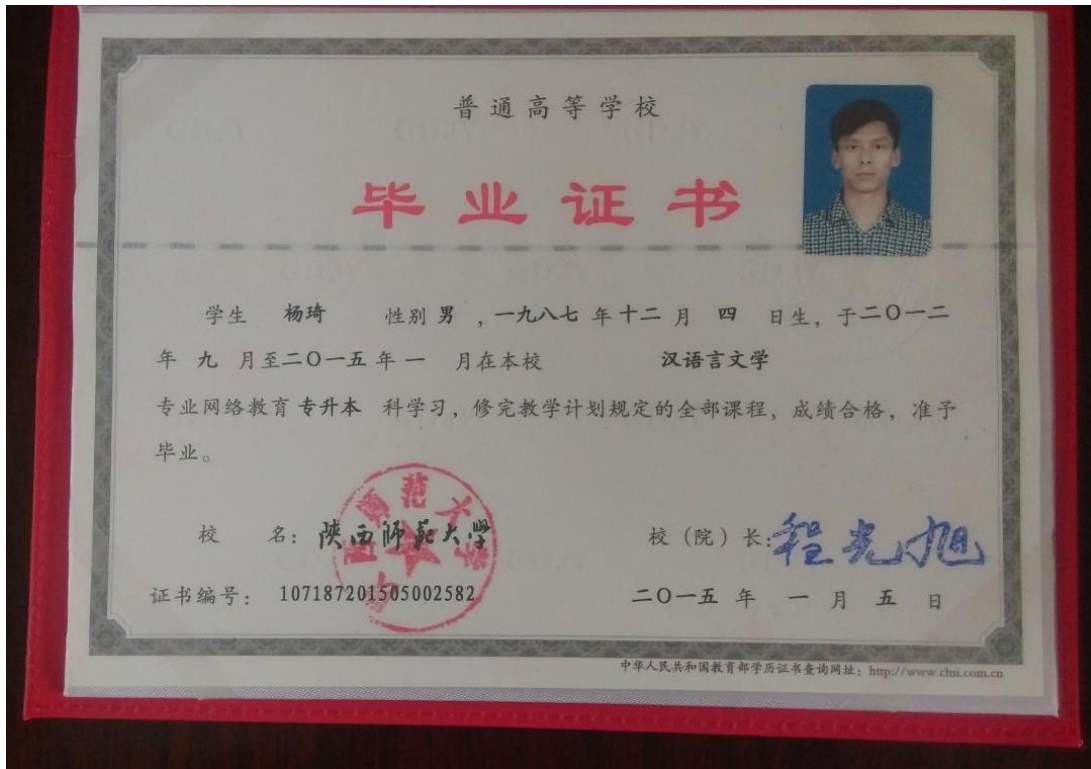 普通高等学校
毕业证书
学生 杨琦 性别 男 ，一九八七 年 十二 月 四 日生，于二〇一二
年 九 月至二〇一五 年 一 月在本校 汉语言文学
专业网络教育 专升本 科学习，修完教学计划规定的全部课程，成绩合格，准予
毕业。
校 名：陕西师范大学
校（院）长：程光旭
证书编号： 107187201505002582
二〇一五 年 一 月 五 日
中华人民共和国教育部学历证书查询网址：http://www.chsi.com.cn